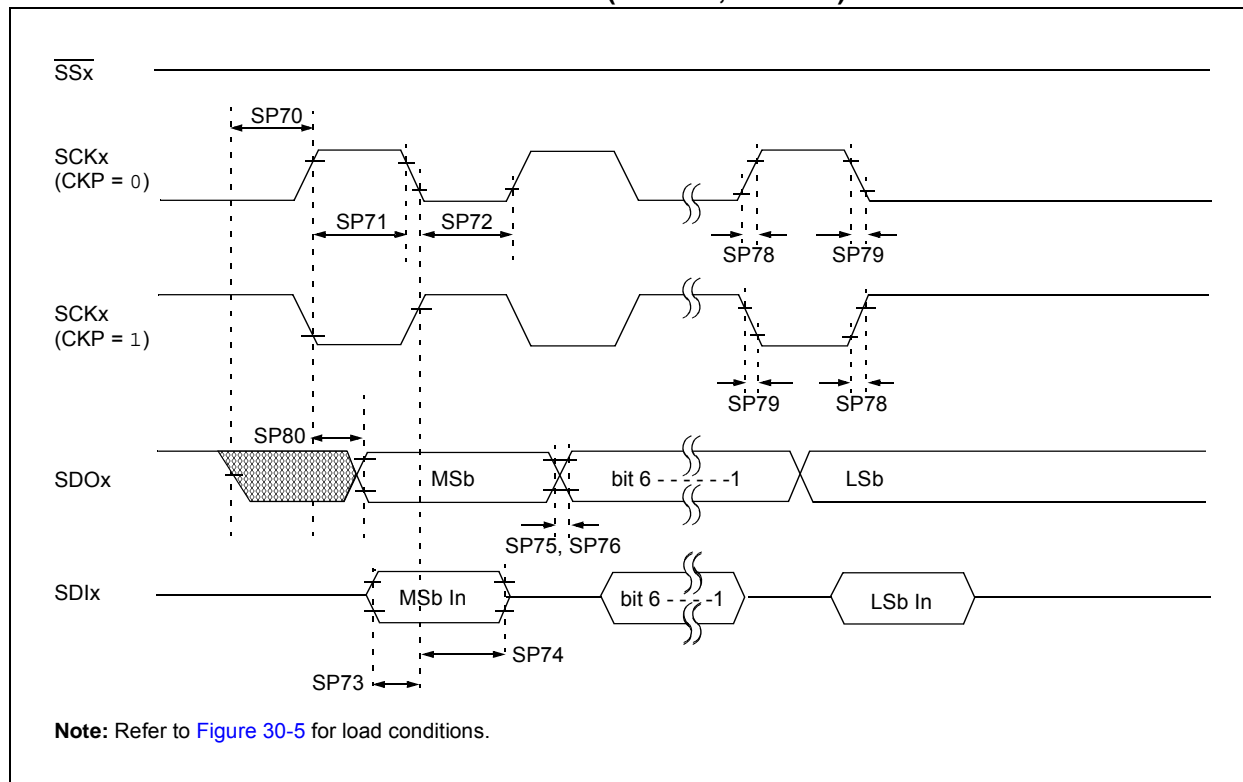 SSx
SP70
SCKx
(CKP = 0)
SP71
SP72
SP78
SP79
SCKx
(CKP = 1)
SP79
SP78
SP80
SDOx
MSb
bit 6 - - - - - -1
LSb
SP75, SP76
SDIx
MSb In
bit 6 - - - - -1
LSb In
SP74
SP73
Note: Refer to Figure 30-5 for load conditions.